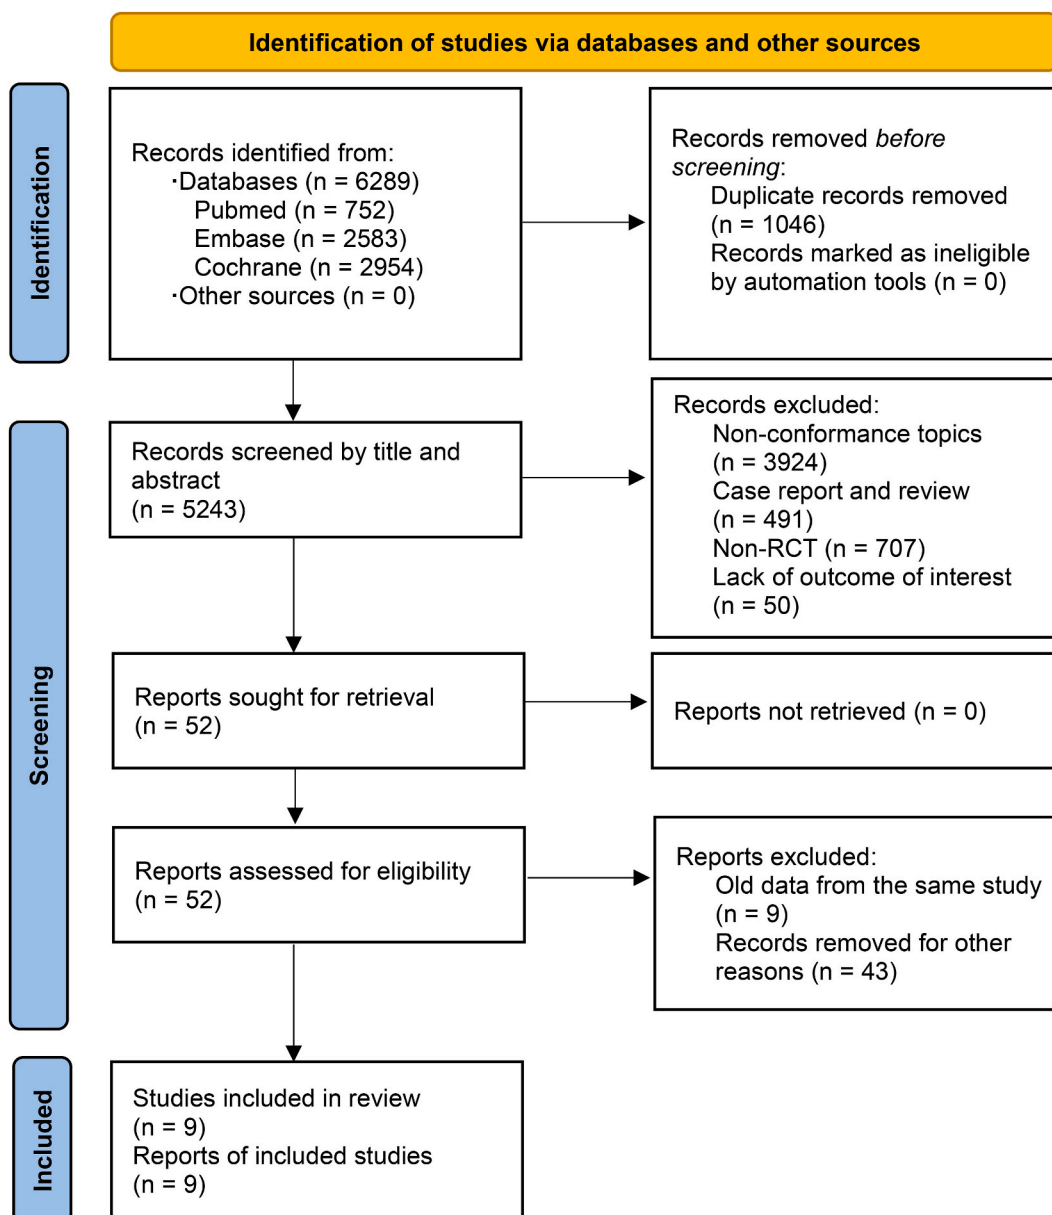 Identification of studies via databases and other sources
Identification
Records identified from:
·Databases (n = 6289)
Pubmed (n = 752)
Embase (n = 2583)
Cochrane (n = 2954)
·Other sources (n = 0)
Records removed before
screening:
Duplicate records removed
(n = 1046)
Records marked as ineligible
by automation tools (n = 0)
Screening
Records screened by title and
abstract
(n = 5243)
Records excluded:
Non-conformance topics
(n = 3924)
Case report and review
(n = 491)
Non-RCT (n = 707)
Lack of outcome of interest
(n = 50)
Reports sought for retrieval
(n = 52)
Reports not retrieved (n = 0)
Reports assessed for eligibility
(n = 52)
Reports excluded:
Old data from the same study
(n = 9)
Records removed for other
reasons (n = 43)
Included
Studies included in review
(n = 9)
Reports of included studies
(n = 9)